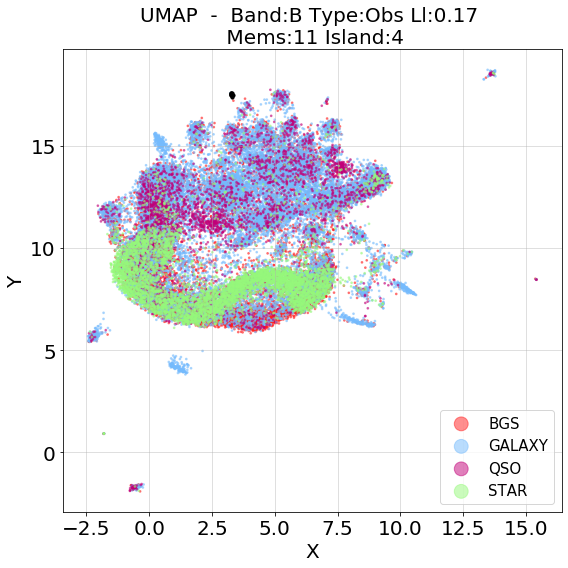 UMAP - Band:B Type:Obs Ll:0.17
Mems:11 Island:4
15
10
5
0
Y
−2.5 0.0 2.5 5.0 7.5 10.0 12.5 15.0
X
BGS
GALAXY
QSO
STAR